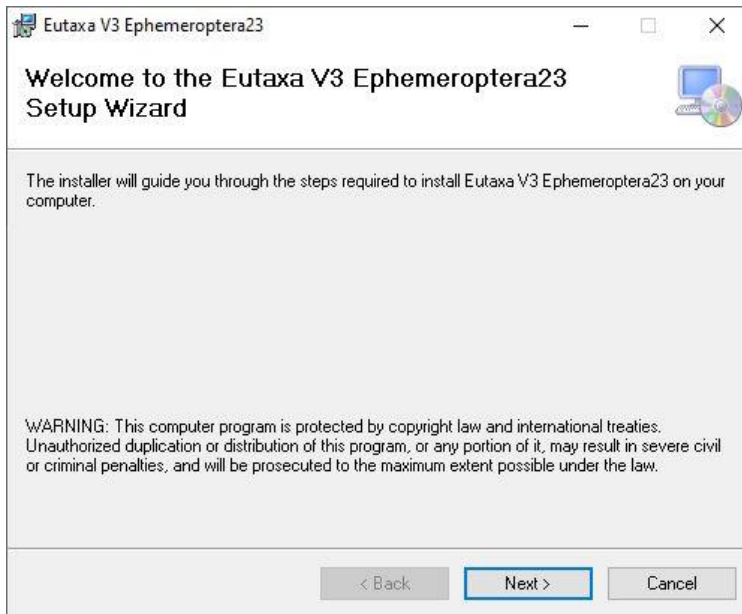 Eutaxa V3 Ephemeroptera23
Welcome to the Eutaxa V3 Ephemeroptera23
Setup Wizard
The installer will guide you through the steps required to install Eutaxa V3 Ephemeroptera23 on your
computer.
WARNING: This computer program is protected by copyright law and international treaties.
Unauthorized duplication or distribution of this program, or any portion of it, may result in severe civil
or criminal penalties, and will be prosecuted to the maximum extent possible under the law.
< Back
Next >
Cancel